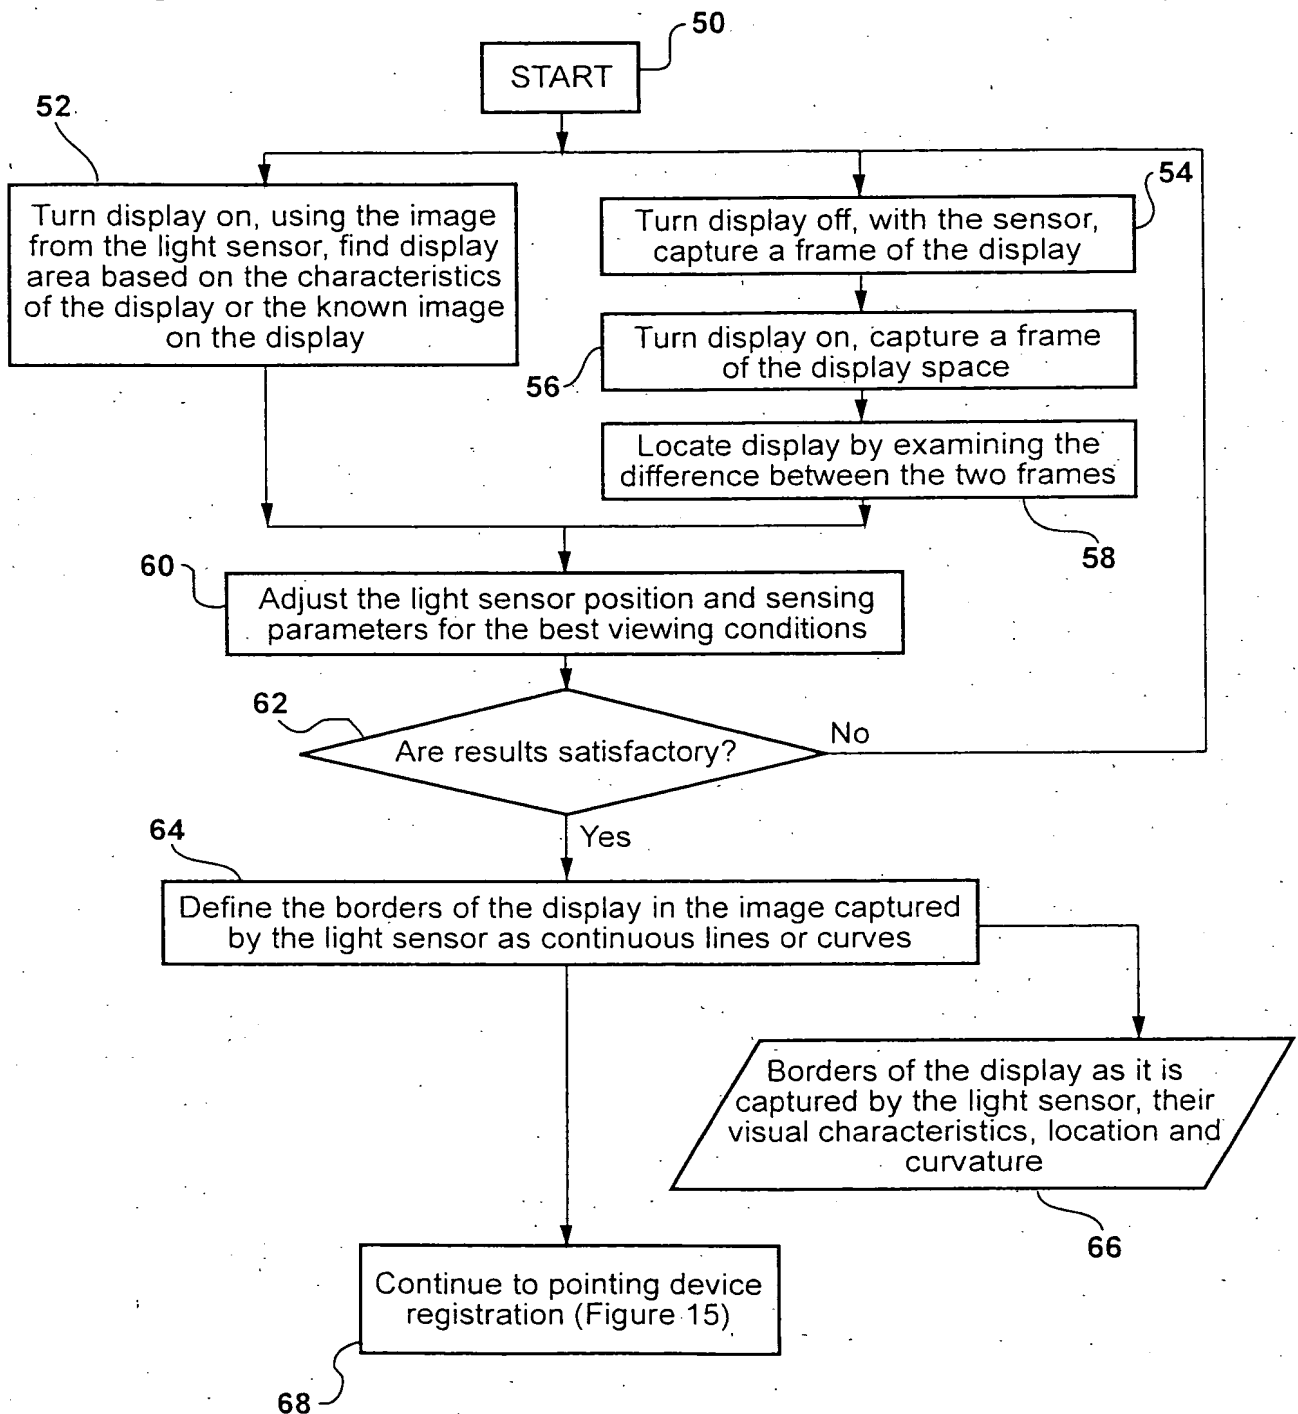 50
START
52
54
Turn display on, using the image
from the light sensor, find display
area based on the characteristics
of the display or the known image
on the display
Turn display off, with the sensor,
capture a frame of the display
Turn display on, capture a frame
of the display space
56
Locate display by examining the
difference between the two frames
58
60
Adjust the light sensor position and sensing
parameters for the best viewing conditions
62
Are results satisfactory?
No
Yes
64
Define the borders of the display in the image captured
by the light sensor as continuous lines or curves
Borders of the display as it is
captured by the light sensor, their
visual characteristics, location and
curvature
66
Continue to pointing device
registration (Figure 15)
68